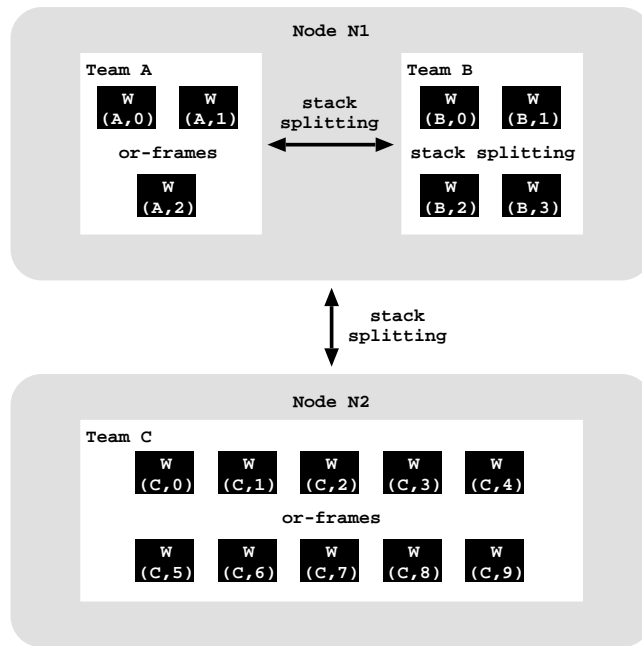 Node N1
Team A
W
(A,0)
W
(A,1)
or-frames
W
(A,2)
stack
splitting
Team B
W
(B,0)
W
(B,1)
stack splitting
W
(B,2)
W
(B,3)
stack
splitting
Node N2
Team C
W
(C,0)
W
(C,1)
W
(C,2)
W
(C,3)
W
(C,4)
or-frames
W
(C,5)
W
(C,6)
W
(C,7)
W
(C,8)
W
(C,9)